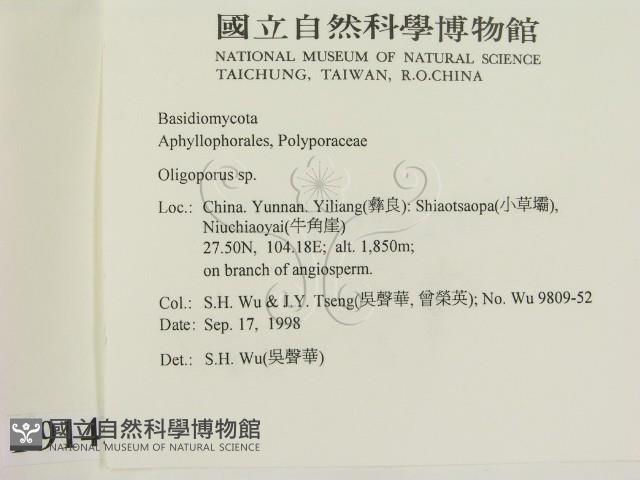 國立自然科學博物館
NATIONAL MUSEUM OF NATURAL SCIENCE
TAICHUNG, TAIWAN, R.O.CHINA
Basidiomycota
Aphyllophorales, Polyporaceae
Oligoporus sp.
Loc.: China. Yunnan. Yiliang(彝良): Shiaotsaopa(小草壩),
Niuchiaoyai(牛角崖)
27.50N, 104.18E; alt. 1,850m;
on branch of angiosperm.
Col.: S.H. Wu & J.Y. Tseng(吳聲華, 曾榮英); No. Wu 9809-52
Date: Sep. 17, 1998
Det.: S.H. Wu(吳聲華)
國立自然科學博物館
NATIONAL MUSEUM OF NATURAL SCIENCE